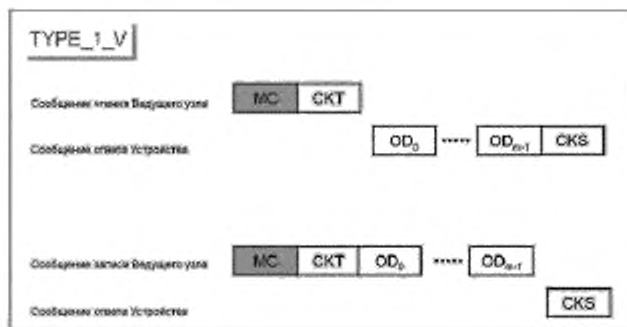 TYPE_1_V
Сообщение чтения Ведущего узла MC CKT
Сообщение ответа Устройства OD0 ····· ODm-1 CKS
Сообщение записи Ведущего узла MC CKT OD0 ····· ODm-1
Сообщение ответа Устройства CKS